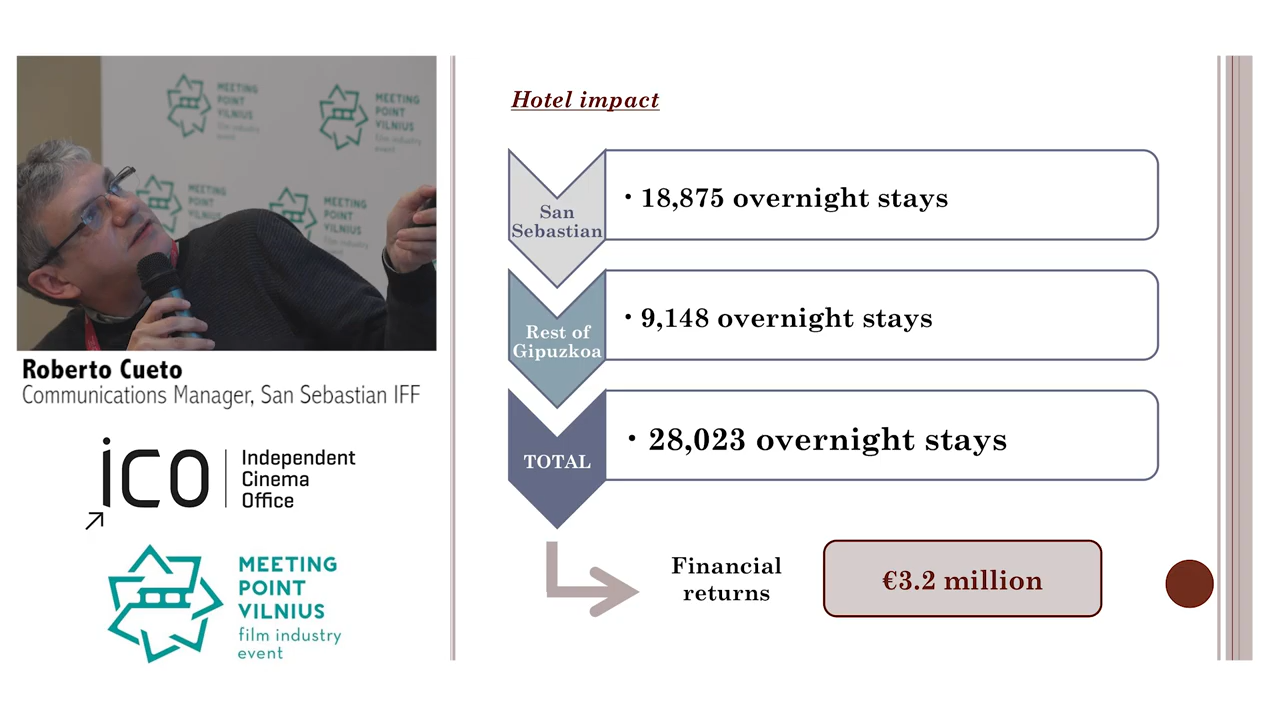 MEETING
POINT
VILNIUS
film industry
event
MEETING
POINT
VILNIUS
film industry
event
MEETING
POINT
VILNIUS
MEETING
POINT
VILNIUS
film industry
event
Roberto Cueto
Communications Manager, San Sebastian IFF
ico
Independent
Cinema
Office
MEETING
POINT
VILNIUS
film industry
event
Hotel impact
San
Sebastian
• 18,875 overnight stays
Rest of
Gipuzkoa
• 9,148 overnight stays
TOTAL
• 28,023 overnight stays
Financial
returns
€3.2 million